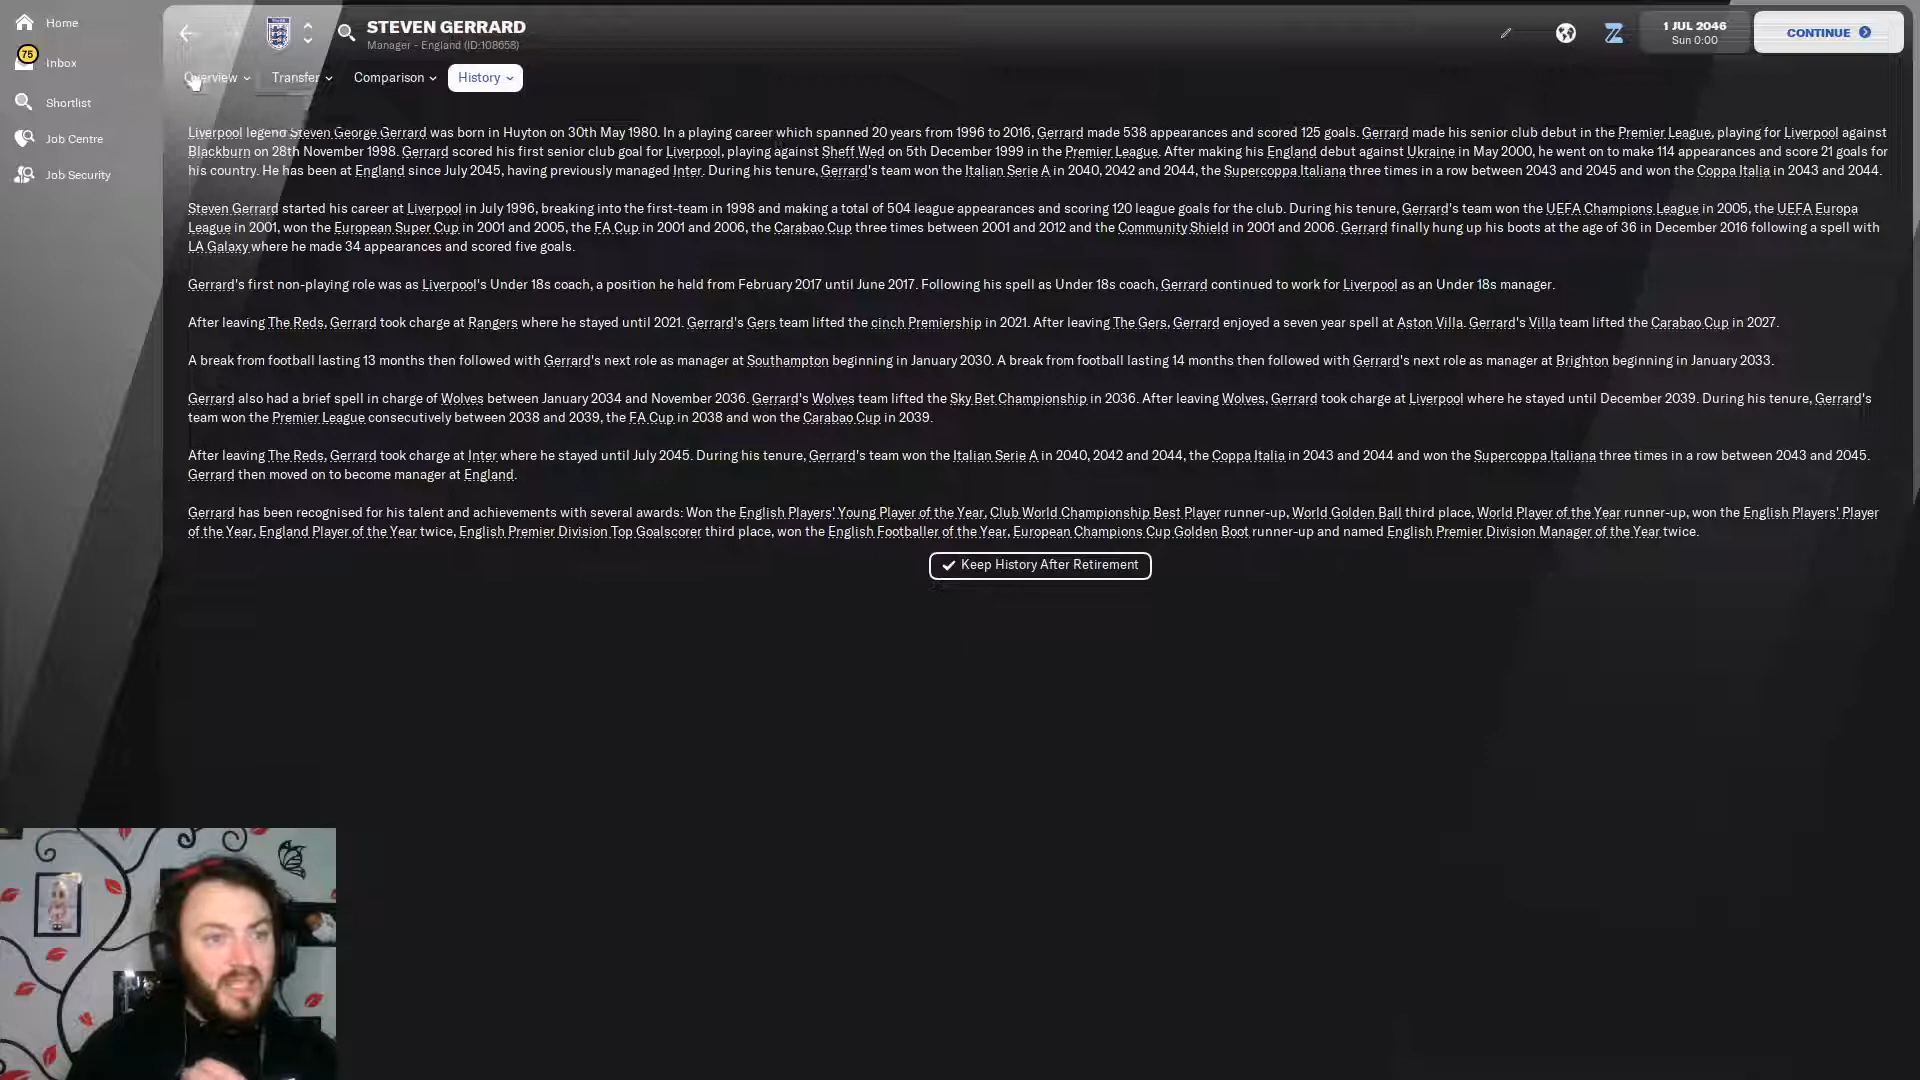 Home
75
Inbox
Shortlist
Job Centre
Job Security
STEVEN GERRARD
Manager - England (ID:108658)
1 JUL 2046
Sun 0:00
CONTINUE
Overview
Transfer
Comparison
History
Liverpool legend Steven George Gerrard was born in Huyton on 30th May 1980. In a playing career which spanned 20 years from 1996 to 2016, Gerrard made 538 appearances and scored 125 goals. Gerrard made his senior club debut in the Premier League, playing for Liverpool against
Blackburn on 28th November 1998. Gerrard scored his first senior club goal for Liverpool, playing against Sheff Wed on 5th December 1999 in the Premier League. After making his England debut against Ukraine in May 2000, he went on to make 114 appearances and score 21 goals for
his country. He has been at England since July 2045, having previously managed Inter. During his tenure, Gerrard's team won the Italian Serie A in 2040, 2042 and 2044, the Supercoppa Italiana three times in a row between 2043 and 2045 and won the Coppa Italia in 2043 and 2044.
Steven Gerrard started his career at Liverpool in July 1996, breaking into the first-team in 1998 and making a total of 504 league appearances and scoring 120 league goals for the club. During his tenure, Gerrard's team won the UEFA Champions League in 2005, the UEFA Europa
League in 2001, won the European Super Cup in 2001 and 2005, the FA Cup in 2001 and 2006, the Carabao Cup three times between 2001 and 2012 and the Community Shield in 2001 and 2006. Gerrard finally hung up his boots at the age of 36 in December 2016 following a spell with
LA Galaxy where he made 34 appearances and scored five goals.
Gerrard's first non-playing role was as Liverpool's Under 18s coach, a position he held from February 2017 until June 2017. Following his spell as Under 18s coach, Gerrard continued to work for Liverpool as an Under 18s manager.
After leaving The Reds, Gerrard took charge at Rangers where he stayed until 2021. Gerrard's Gers team lifted the cinch Premiership in 2021. After leaving The Gers, Gerrard enjoyed a seven year spell at Aston Villa. Gerrard's Villa team lifted the Carabao Cup in 2027.
A break from football lasting 13 months then followed with Gerrard's next role as manager at Southampton beginning in January 2030. A break from football lasting 14 months then followed with Gerrard's next role as manager at Brighton beginning in January 2033.
Gerrard also had a brief spell in charge of Wolves between January 2034 and November 2036. Gerrard's Wolves team lifted the Sky Bet Championship in 2036. After leaving Wolves, Gerrard took charge at Liverpool where he stayed until December 2039. During his tenure, Gerrard's
team won the Premier League consecutively between 2038 and 2039, the FA Cup in 2038 and won the Carabao Cup in 2039.
After leaving The Reds, Gerrard took charge at Inter where he stayed until July 2045. During his tenure, Gerrard's team won the Italian Serie A in 2040, 2042 and 2044, the Coppa Italia in 2043 and 2044 and won the Supercoppa Italiana three times in a row between 2043 and 2045.
Gerrard then moved on to become manager at England.
Gerrard has been recognised for his talent and achievements with several awards: Won the English Players' Young Player of the Year, Club World Championship Best Player runner-up, World Golden Ball third place, World Player of the Year runner-up, won the English Players' Player
of the Year, England Player of the Year twice, English Premier Division Top Goalscorer third place, won the English Footballer of the Year, European Champions Cup Golden Boot runner-up and named English Premier Division Manager of the Year twice.
Keep History After Retirement